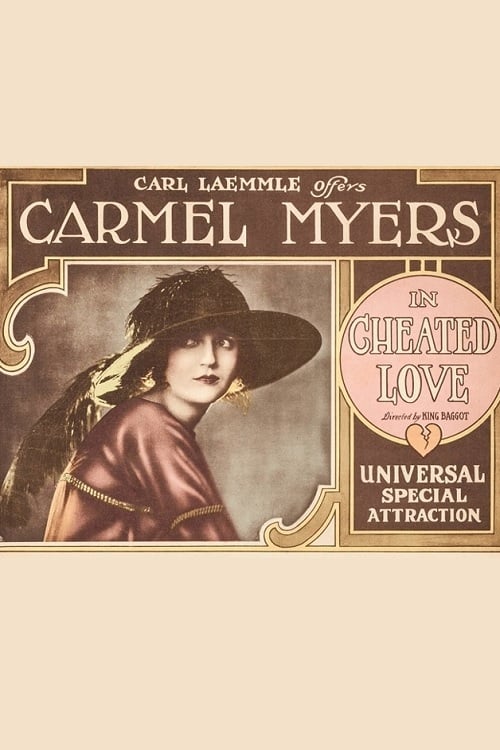 CARL LAEMMLE Offers
CARMEL MYERS
IN
CHEATED
LOVE
Directed by KING BAGGOT
UNIVERSAL
SPECIAL
ATTRACTION